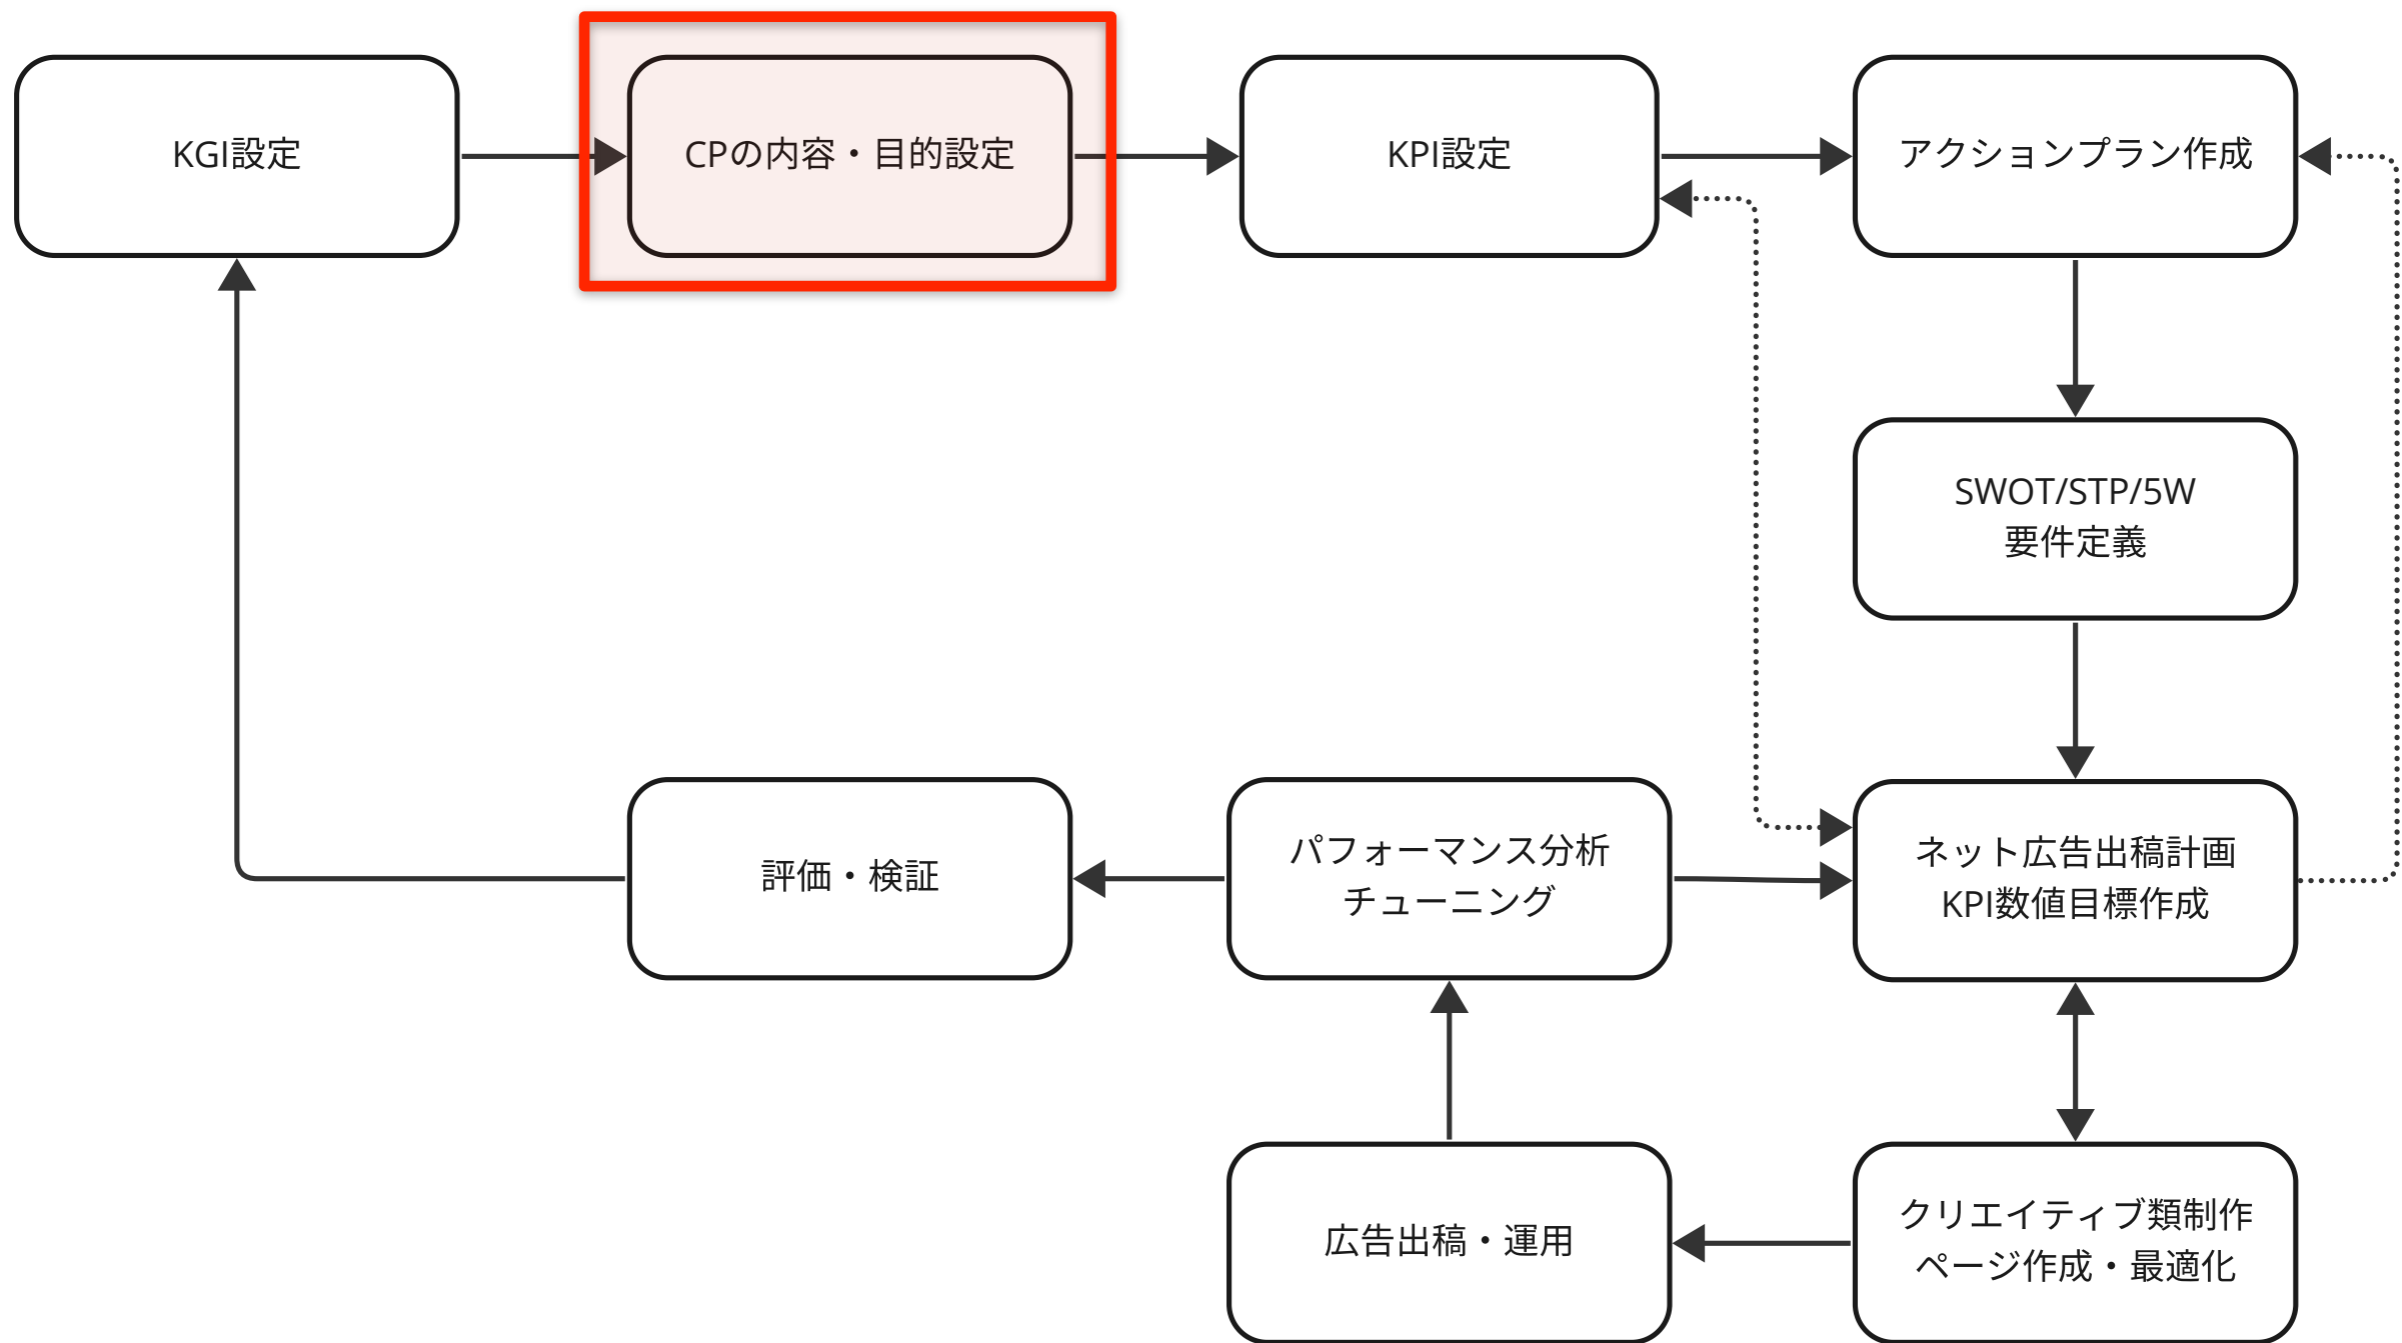 KGI設定
CPの内容・目的設定
KPI設定
アクションプラン作成
SWOT/STP/5W
要件定義
評価・検証
パフォーマンス分析
チューニング
ネット広告出稿計画
KPI数値目標作成
広告出稿・運用
クリエイティブ類制作
ページ作成・最適化